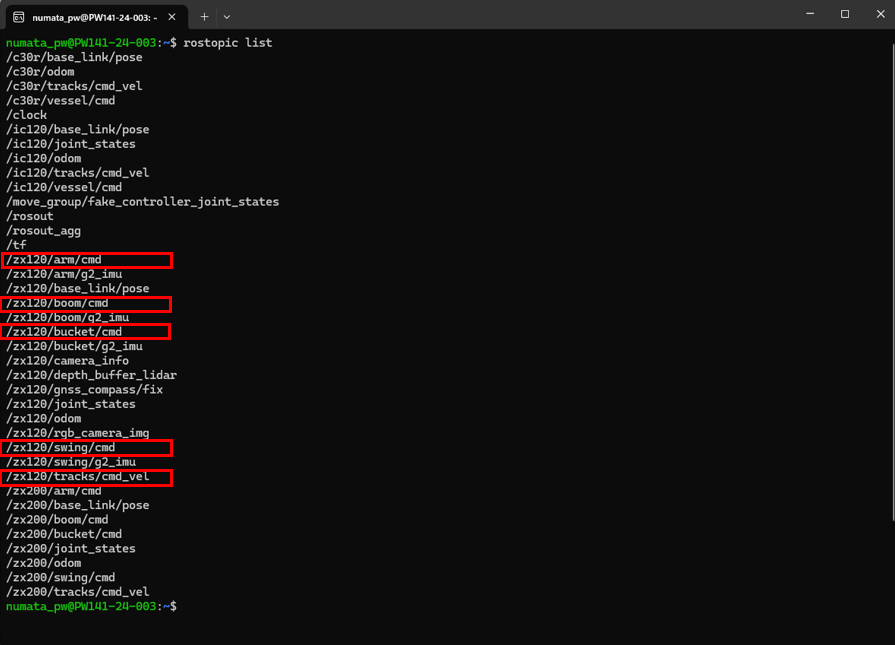 numata_pw@PW141-24-003: ~
numata_pw@PW141-24-003:~$ rostopic list
/c30r/base_link/pose
/c30r/odom
/c30r/tracks/cmd_vel
/c30r/vessel/cmd
/clock
/ic120/base_link/pose
/ic120/joint_states
/ic120/odom
/ic120/tracks/cmd_vel
/ic120/vessel/cmd
/move_group/fake_controller_joint_states
/rosout
/rosout_agg
/tf
/zx120/arm/cmd
/zx120/arm/g2_imu
/zx120/base_link/pose
/zx120/boom/cmd
/zx120/boom/g2_imu
/zx120/bucket/cmd
/zx120/bucket/g2_imu
/zx120/camera_info
/zx120/depth_buffer_lidar
/zx120/gnss_compass/fix
/zx120/joint_states
/zx120/odom
/zx120/rgb_camera_img
/zx120/swing/cmd
/zx120/swing/g2_imu
/zx120/tracks/cmd_vel
/zx200/arm/cmd
/zx200/base_link/pose
/zx200/boom/cmd
/zx200/bucket/cmd
/zx200/joint_states
/zx200/odom
/zx200/swing/cmd
/zx200/tracks/cmd_vel
numata_pw@PW141-24-003:~$